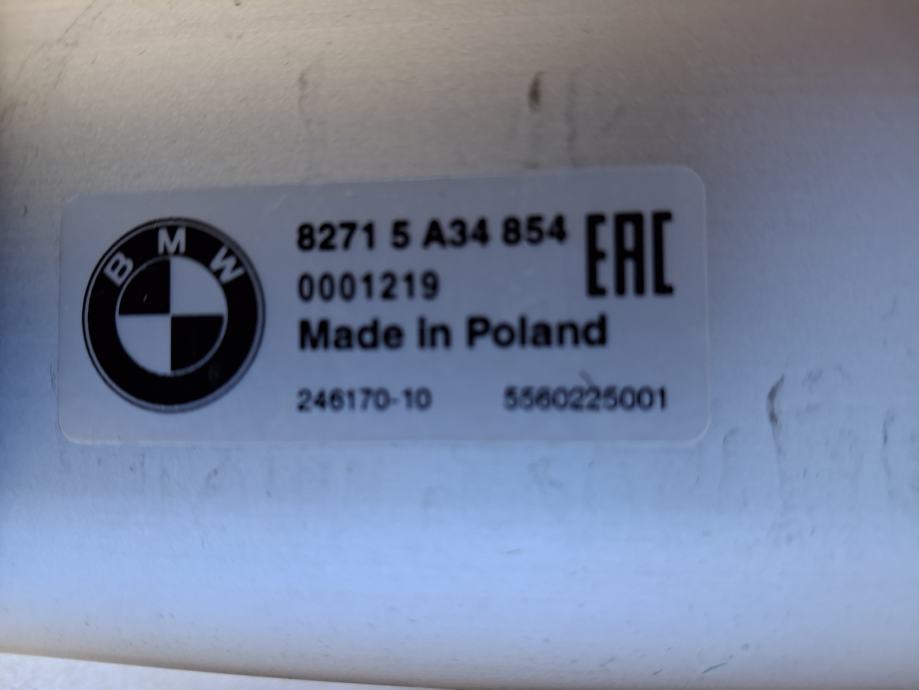 BMW
8271 5 A34 854 EAC
0001219
Made in Poland
246170-10 5560225001